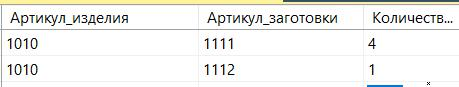 Артикул_изделия Артикул_заготовки Количеств...
1010 1111 4
1010 1112 1